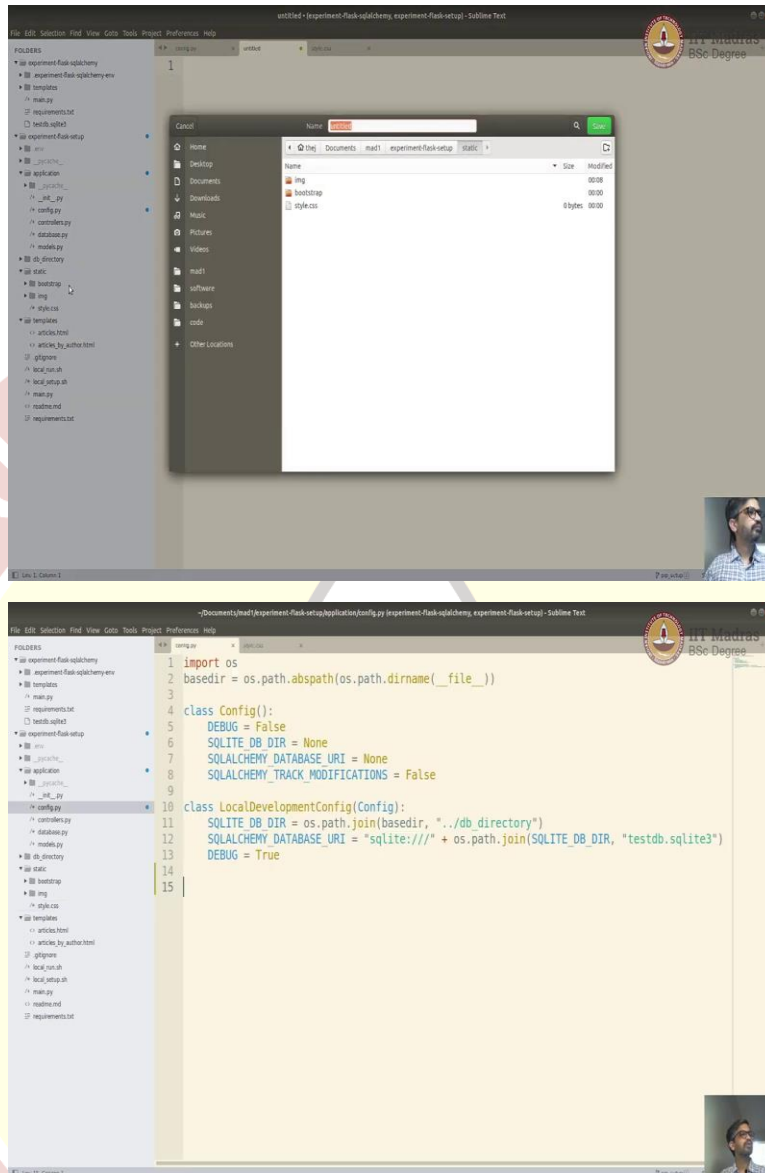 untitled • (experiment-flask-sqlalchemy, experiment-flask-setup) - Sublime Text
File Edit Selection Find View Goto Tools Project Preferences Help
IIT Madras
BSc Degree
FOLDERS
experiment-flask-sqlalchemy
.experiment-flask-sqlalchemy-env
templates
main.py
requirements.txt
testdb.sqlite3
experiment-flask-setup
.env
__pycache__
application
__pycache__
__init__.py
config.py
controllers.py
database.py
models.py
db_directory
static
bootstrap
img
style.css
templates
articles.html
articles_by_author.html
.gitignore
local_run.sh
local_setup.sh
main.py
readme.md
requirements.txt
config.py untitled style.css
1
Cancel Name untitled Save
Home
Desktop
Documents
Downloads
Music
Pictures
Videos
mad1
software
backups
code
Other Locations
thej Documents mad1 experiment-flask-setup static
Name Size Modified
img 00:08
bootstrap 00:00
style.css 0 bytes 00:00
Line 1, Column 1
~/Documents/mad1/experiment-flask-setup/application/config.py (experiment-flask-sqlalchemy, experiment-flask-setup) - Sublime Text
File Edit Selection Find View Goto Tools Project Preferences Help
IIT Madras
BSc Degree
FOLDERS
experiment-flask-sqlalchemy
.experiment-flask-sqlalchemy-env
templates
main.py
requirements.txt
testdb.sqlite3
experiment-flask-setup
.env
__pycache__
application
__pycache__
__init__.py
config.py
controllers.py
database.py
models.py
db_directory
static
bootstrap
img
style.css
templates
articles.html
articles_by_author.html
.gitignore
local_run.sh
local_setup.sh
main.py
readme.md
requirements.txt
config.py style.css
1 import os
2 basedir = os.path.abspath(os.path.dirname(__file__))
3
4 class Config():
5 DEBUG = False
6 SQLITE_DB_DIR = None
7 SQLALCHEMY_DATABASE_URI = None
8 SQLALCHEMY_TRACK_MODIFICATIONS = False
9
10 class LocalDevelopmentConfig(Config):
11 SQLITE_DB_DIR = os.path.join(basedir, "../db_directory")
12 SQLALCHEMY_DATABASE_URI = "sqlite:///" + os.path.join(SQLITE_DB_DIR, "testdb.sqlite3")
13 DEBUG = True
14
15